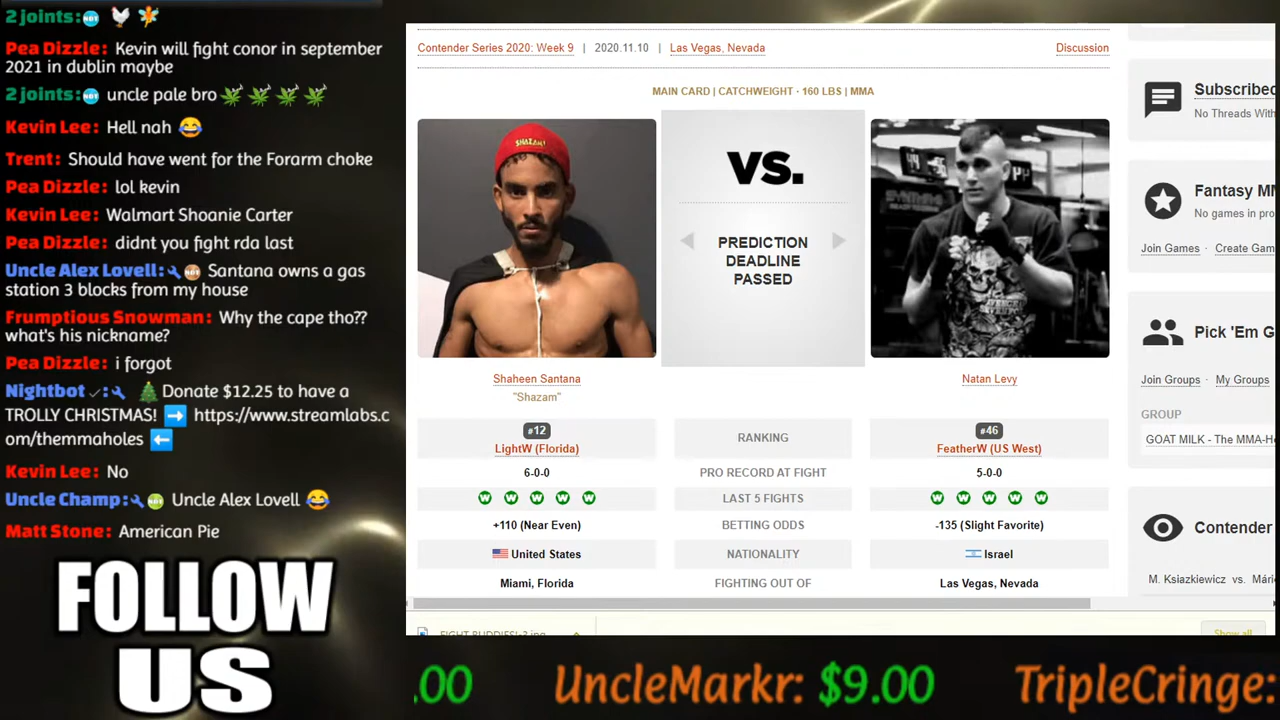 2 joints:
Pea Dizzle: Kevin will fight conor in september
2021 in dublin maybe
2 joints: uncle pale bro
Kevin Lee: Hell nah 😂
Trent: Should have went for the Forarm choke
Pea Dizzle: lol kevin
Kevin Lee: Walmart Shoanie Carter
Pea Dizzle: didnt you fight rda last
Uncle Alex Lovell: Santana owns a gas
station 3 blocks from my house
Frumptious Snowman: Why the cape tho??
what's his nickname?
Pea Dizzle: i forgot
Nightbot ✓: 🎄Donate $12.25 to have a
TROLLY CHRISTMAS! ➡️ https://www.streamlabs.c
om/themmaholes ⬅️
Kevin Lee: No
Uncle Champ: Uncle Alex Lovell 😂
Matt Stone: American Pie
FOLLOW
US
Contender Series 2020: Week 9 | 2020.11.10 | Las Vegas, Nevada
Discussion
MAIN CARD | CATCHWEIGHT · 160 LBS | MMA
SHAZAM!
VS.
PREDICTION
DEADLINE
PASSED
Shaheen Santana
"Shazam"
Natan Levy
#12
LightW (Florida)
RANKING
#46
FeatherW (US West)
6-0-0 PRO RECORD AT FIGHT 5-0-0
W W W W W LAST 5 FIGHTS W W W W W
+110 (Near Even) BETTING ODDS -135 (Slight Favorite)
United States NATIONALITY Israel
Miami, Florida FIGHTING OUT OF Las Vegas, Nevada
Subscribed
No Threads With
Fantasy MM
No games in pro
Join Games · Create Gam
Pick 'Em G
Join Groups · My Groups
GROUP
GOAT MILK - The MMA-Ho
Contender
M. Ksiazkiewicz vs. Mári
Show all
.00 UncleMarkr: $9.00 TripleCringe: